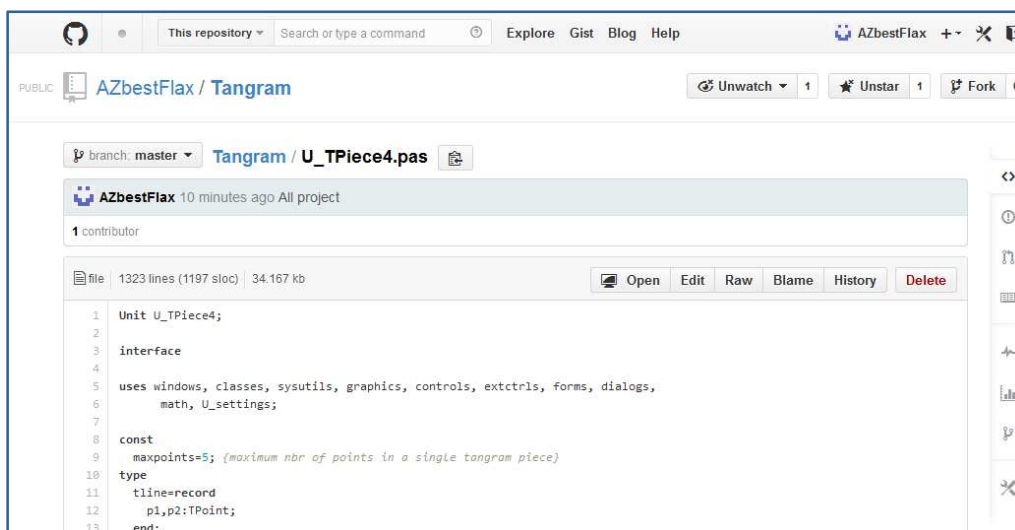 This repository Search or type a command Explore Gist Blog Help AZbestFlax
PUBLIC AZbestFlax / Tangram Unwatch 1 Unstar 1 Fork
branch: master Tangram / U_TPiece4.pas
AZbestFlax 10 minutes ago All project
1 contributor
file 1323 lines (1197 sloc) 34.167 kb Open Edit Raw Blame History Delete
1 Unit U_TPiece4;
2
3 interface
4
5 uses windows, classes, sysutils, graphics, controls, extctrls, forms, dialogs,
6 math, U_settings;
7
8 const
9 maxpoints=5; {maximum nbr of points in a single tangram piece}
10 type
11 tline=record
12 p1,p2:TPoint;
13 end;